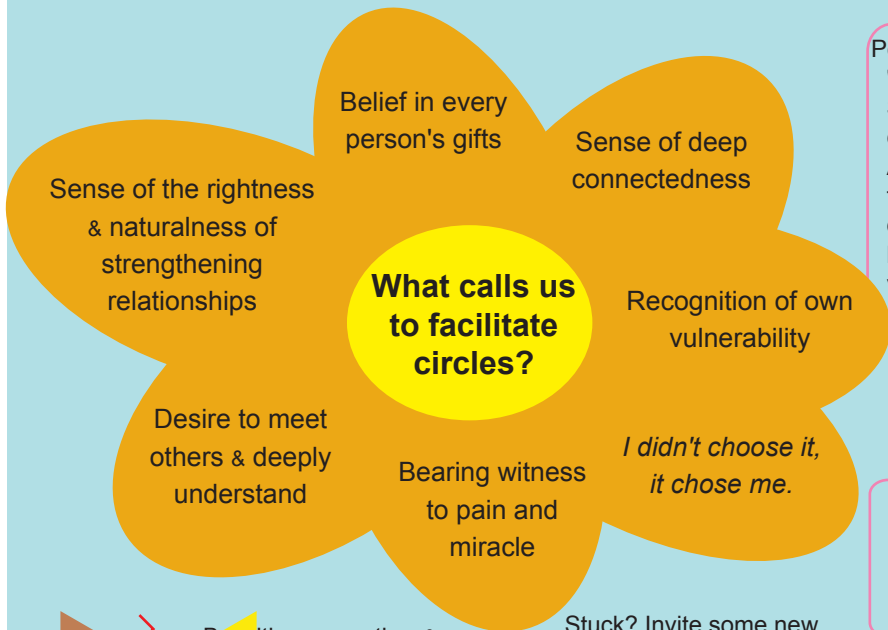 Belief in every
person's gifts
Sense of deep
connectedness
Sense of the rightness
& naturalness of
strengthening
relationships
What calls us
to facilitate
circles?
Recognition of own
vulnerability
Desire to meet
others & deeply
understand
Bearing witness
to pain and
miracle
I didn't choose it,
it chose me.
Stuck? Invite some new